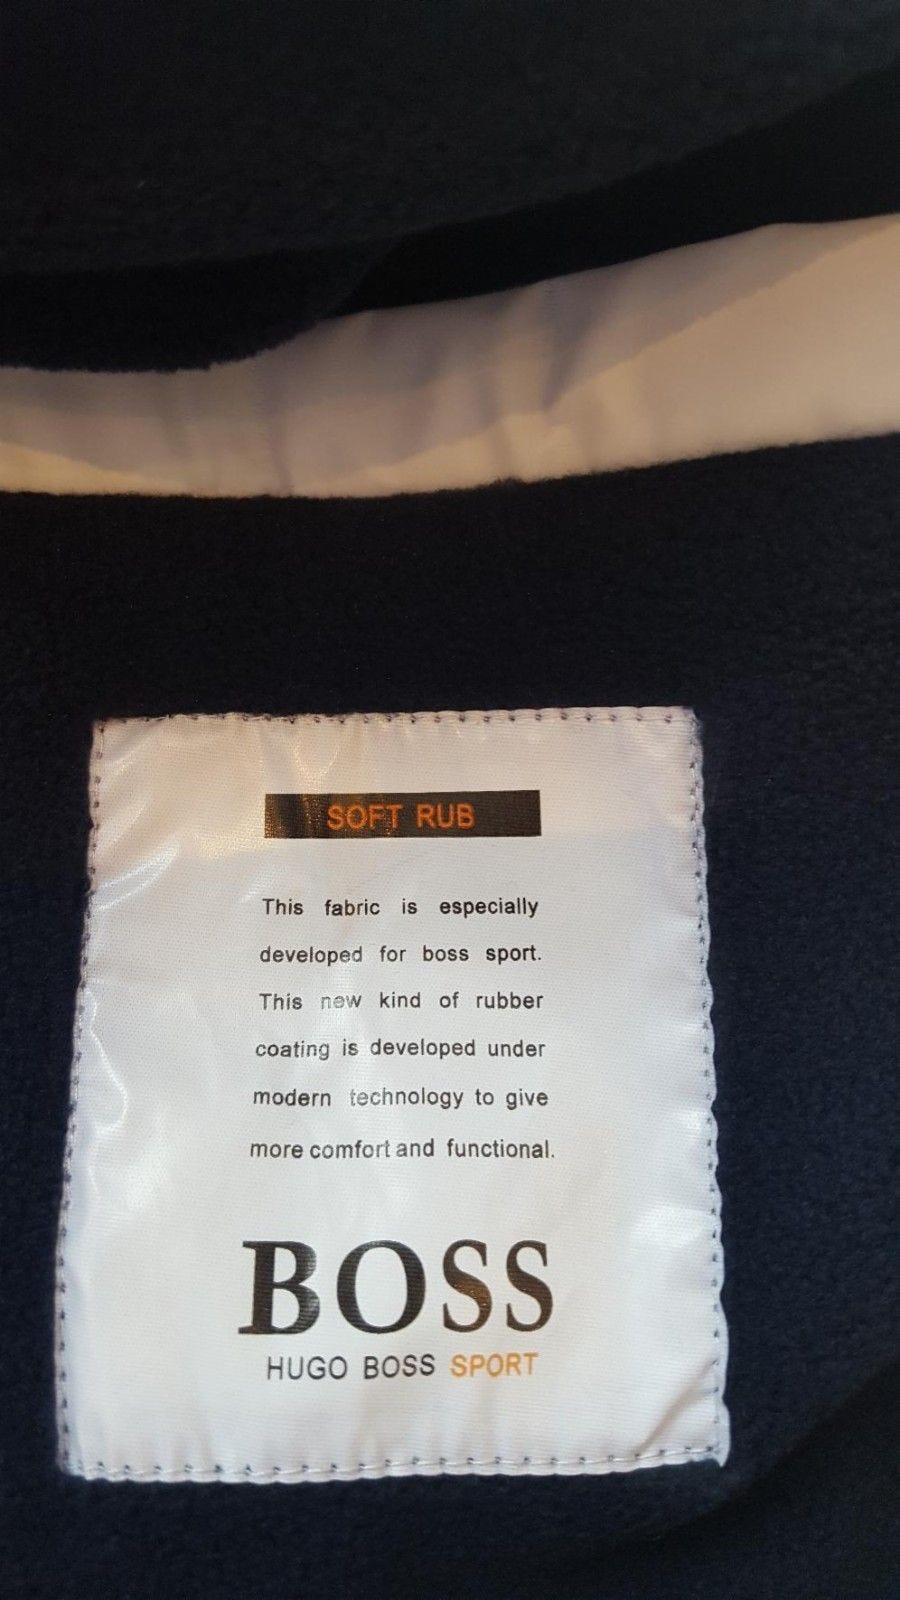 SOFT RUB
This fabric is especially
developed for boss sport.
This new kind of rubber
coating is developed under
modern technology to give
more comfort and functional.
BOSS
HUGO BOSS SPORT